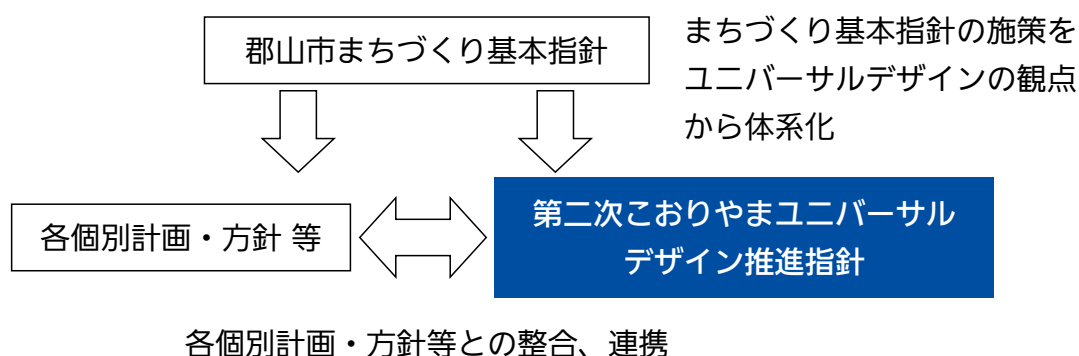 郡山市まちづくり基本指針
まちづくり基本指針の施策を
ユニバーサルデザインの観点
から体系化
各個別計画・方針 等
第二次こおりやまユニバーサル
デザイン推進指針
各個別計画・方針等との整合、連携